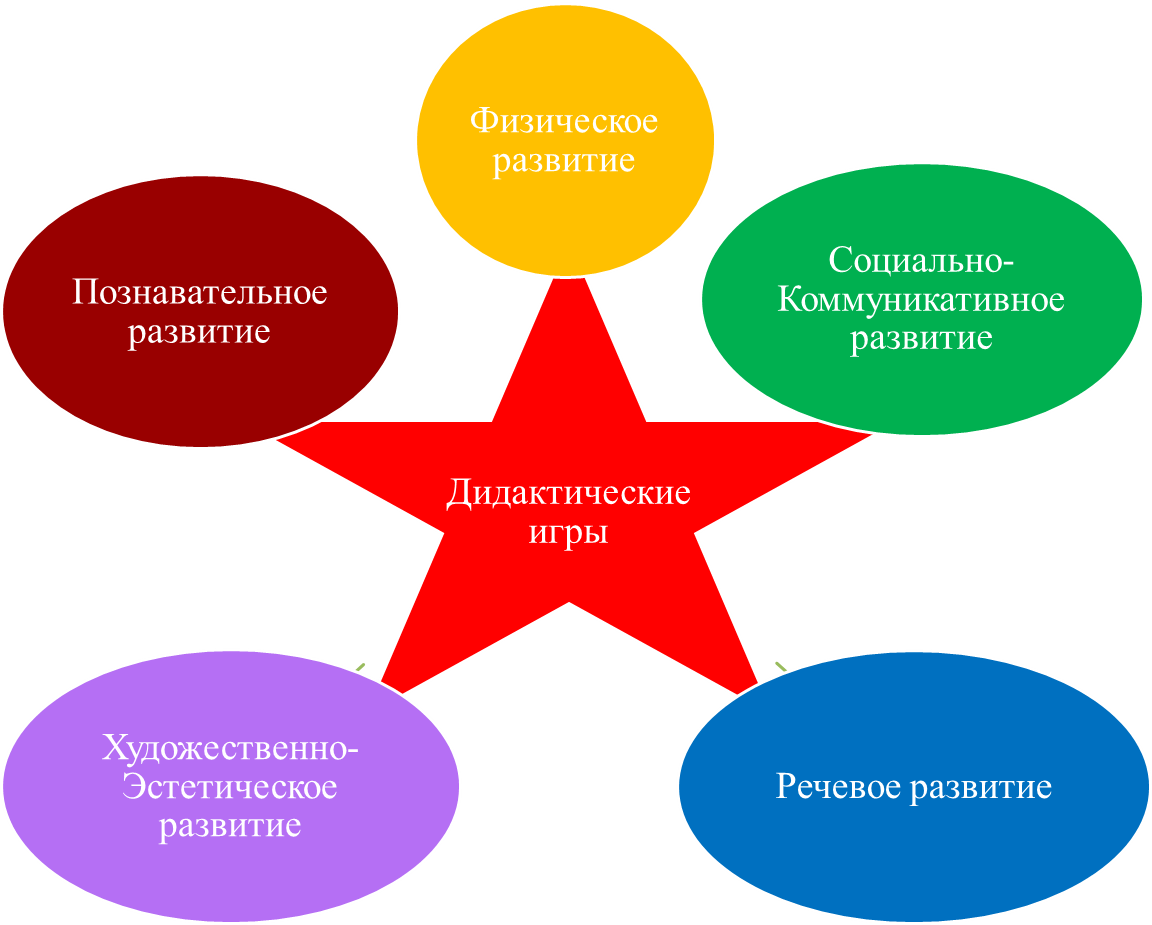 Физическое
развитие
Познавательное
развитие
Социально-
Коммуникативное
развитие
Дидактические
игры
Художественно-
Эстетическое
развитие
Речевое развитие